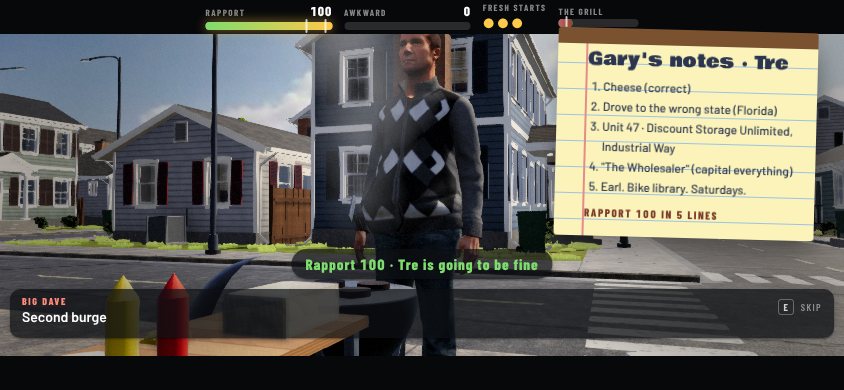 RAPPORT 100
AWKWARD 0
FRESH STARTS
THE GRILL
Gary's notes · Tre
1. Cheese (correct)
2. Drove to the wrong state (Florida)
3. Unit 47 · Discount Storage Unlimited,
Industrial Way
4. "The Wholesaler" (capital everything)
5. Earl. Bike library. Saturdays.
RAPPORT 100 IN 5 LINES
Rapport 100 · Tre is going to be fine
BIG DAVE
Second burge
E SKIP